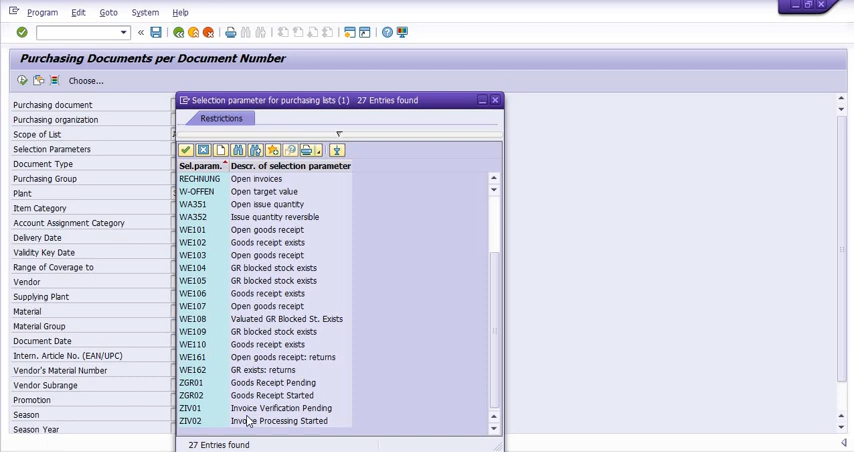 Program Edit Goto System Help
Purchasing Documents per Document Number
Choose...
Purchasing document
Purchasing organization
Scope of List
Selection Parameters
Document Type
Purchasing Group
Plant
Item Category
Account Assignment Category
Delivery Date
Validity Key Date
Range of Coverage to
Vendor
Supplying Plant
Material
Material Group
Document Date
Intern. Article No. (EAN/UPC)
Vendor's Material Number
Vendor Subrange
Promotion
Season
Season Year
Selection parameter for purchasing lists (1) 27 Entries found
Restrictions
Sel.param. Descr. of selection parameter
RECHNUNG Open invoices
W-OFFEN Open target value
WA351 Open issue quantity
WA352 Issue quantity reversible
WE101 Open goods receipt
WE102 Goods receipt exists
WE103 Open goods receipt
WE104 GR blocked stock exists
WE105 GR blocked stock exists
WE106 Goods receipt exists
WE107 Open goods receipt
WE108 Valuated GR Blocked St. Exists
WE109 GR blocked stock exists
WE110 Goods receipt exists
WE161 Open goods receipt: returns
WE162 GR exists: returns
ZGR01 Goods Receipt Pending
ZGR02 Goods Receipt Started
ZIV01 Invoice Verification Pending
ZIV02 Invoice Processing Started
27 Entries found